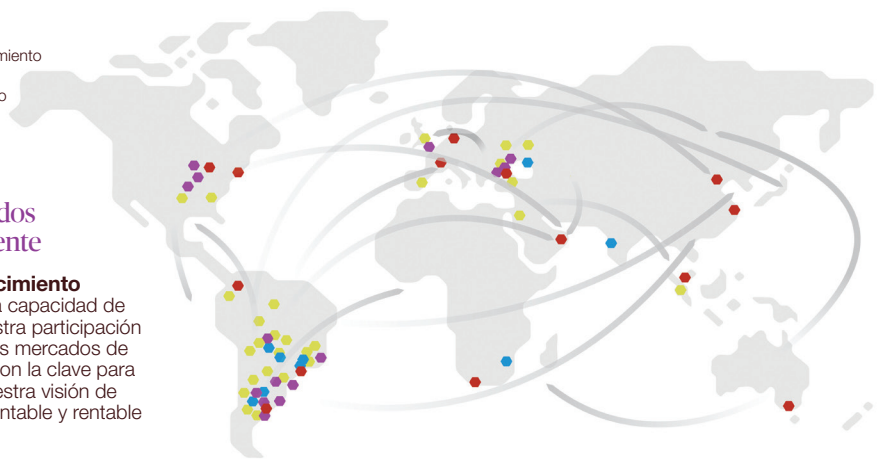 miento
o
dos
ente
cimiento
a capacidad de
stra participación
s mercados de
on la clave para
estra visión de
ntable y rentable